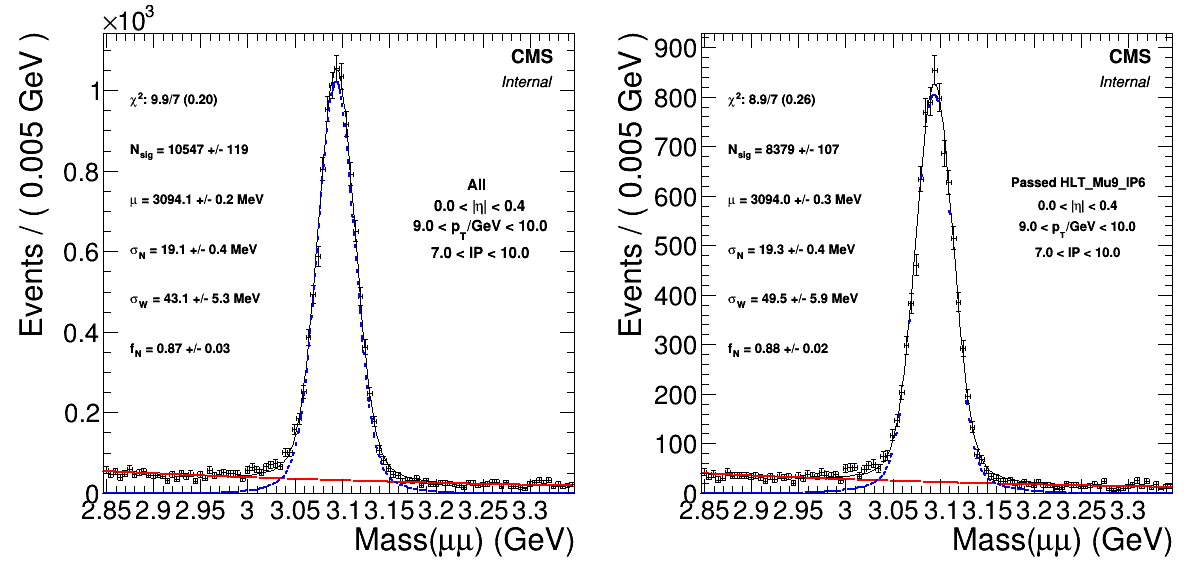 ×10³
Events / ( 0.005 GeV )
1
0.8
0.6
0.4
0.2
0
CMS
Internal
χ²: 9.9/7 (0.20)
N_sig = 10547 +/- 119
μ = 3094.1 +/- 0.2 MeV
σ_N = 19.1 +/- 0.4 MeV
σ_W = 43.1 +/- 5.3 MeV
f_N = 0.87 +/- 0.03
All
0.0 < |η| < 0.4
9.0 < p_T/GeV < 10.0
7.0 < IP < 10.0
2.85 2.9 2.95 3 3.05 3.1 3.15 3.2 3.25 3.3
Mass(μμ) (GeV)
Events / ( 0.005 GeV )
900
800
700
600
500
400
300
200
100
0
CMS
Internal
χ²: 8.9/7 (0.26)
N_sig = 8379 +/- 107
μ = 3094.0 +/- 0.3 MeV
σ_N = 19.3 +/- 0.4 MeV
σ_W = 49.5 +/- 5.9 MeV
f_N = 0.88 +/- 0.02
Passed HLT_Mu9_IP6
0.0 < |η| < 0.4
9.0 < p_T/GeV < 10.0
7.0 < IP < 10.0
2.85 2.9 2.95 3 3.05 3.1 3.15 3.2 3.25 3.3
Mass(μμ) (GeV)